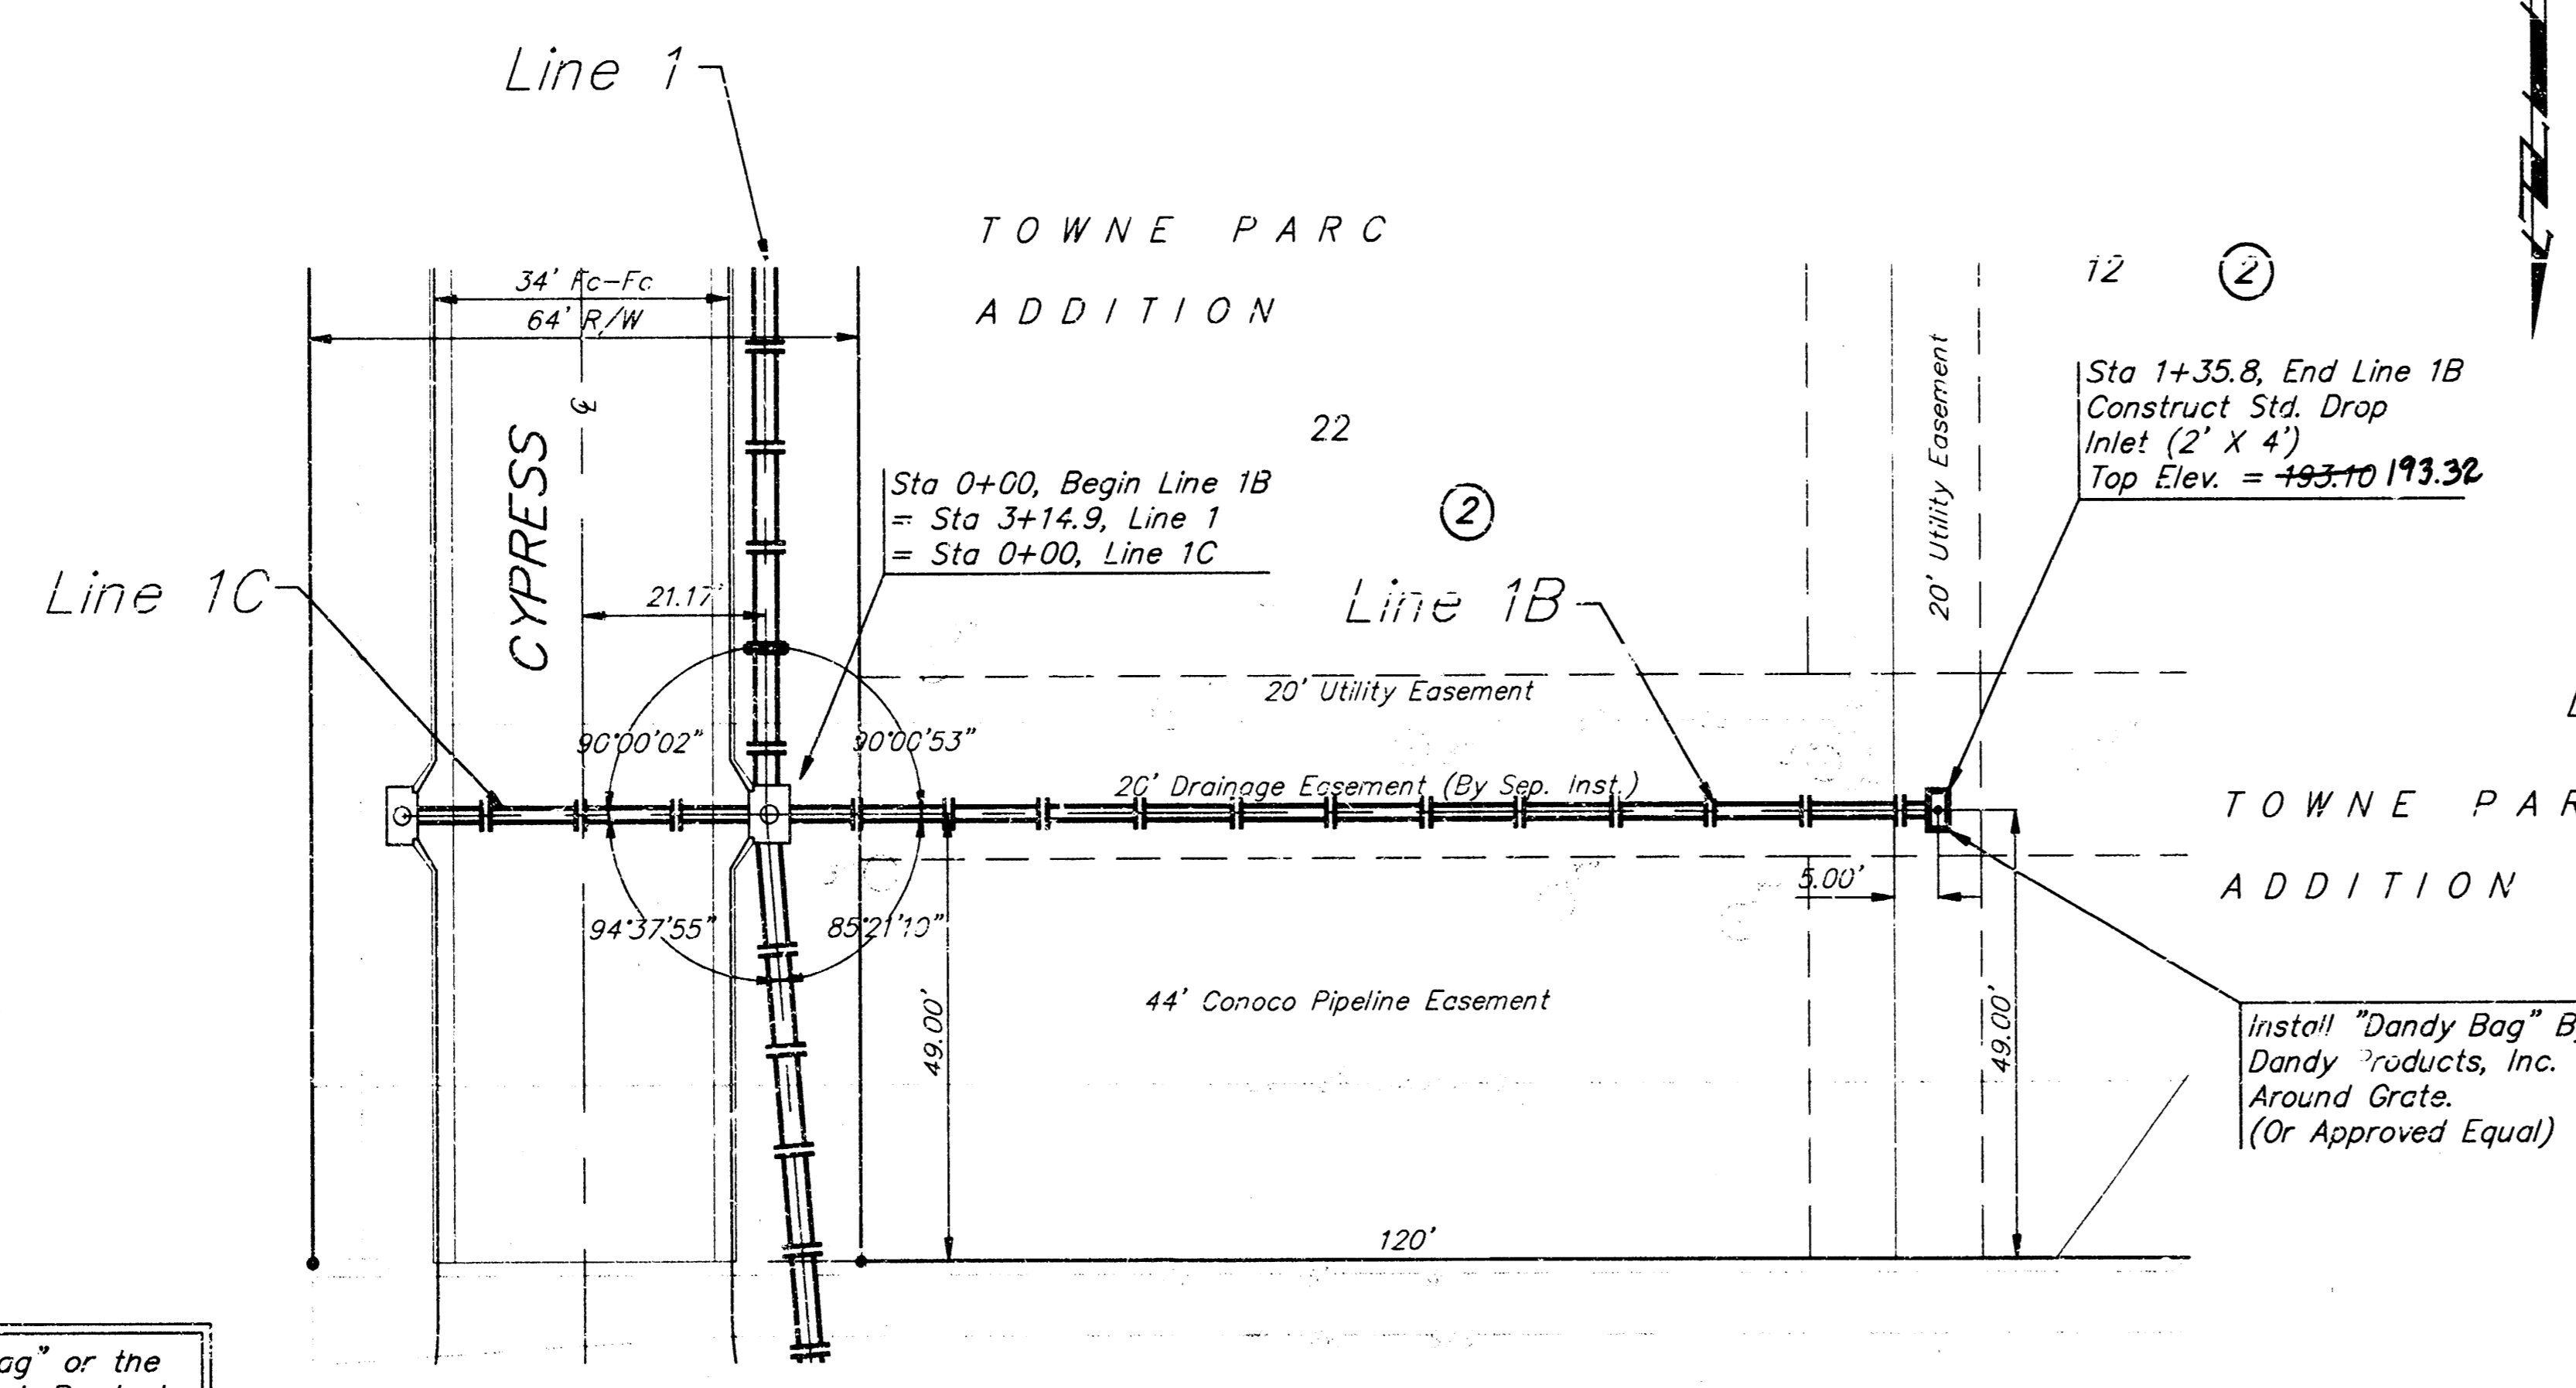 Line 1
TOWNE PARC
ADDITION
34' Fc-Fc
64' R/W
12
2
20' Utility Easement
Sta 1+35.8, End Line 1B
Construct Std. Drop
Inlet (2' X 4')
Top Elev. = 193.10 193.32
22
2
CYPRESS
Sta 0+00, Begin Line 1B
= Sta 3+14.9, Line 1
= Sta 0+00, Line 1C
Line 1C
21.17'
Line 1B
20' Utility Easement
90°00'02"
90°00'53"
20' Drainage Easement (By Sep. Inst.)
TOWNE PAR
ADDITION
5.00'
94°37'55"
85°21'10"
49.00'
44' Conoco Pipeline Easement
49.00'
Install "Dandy Bag" B
Dandy Products, Inc.
Around Grate.
(Or Approved Equal)
120'
ag" or the